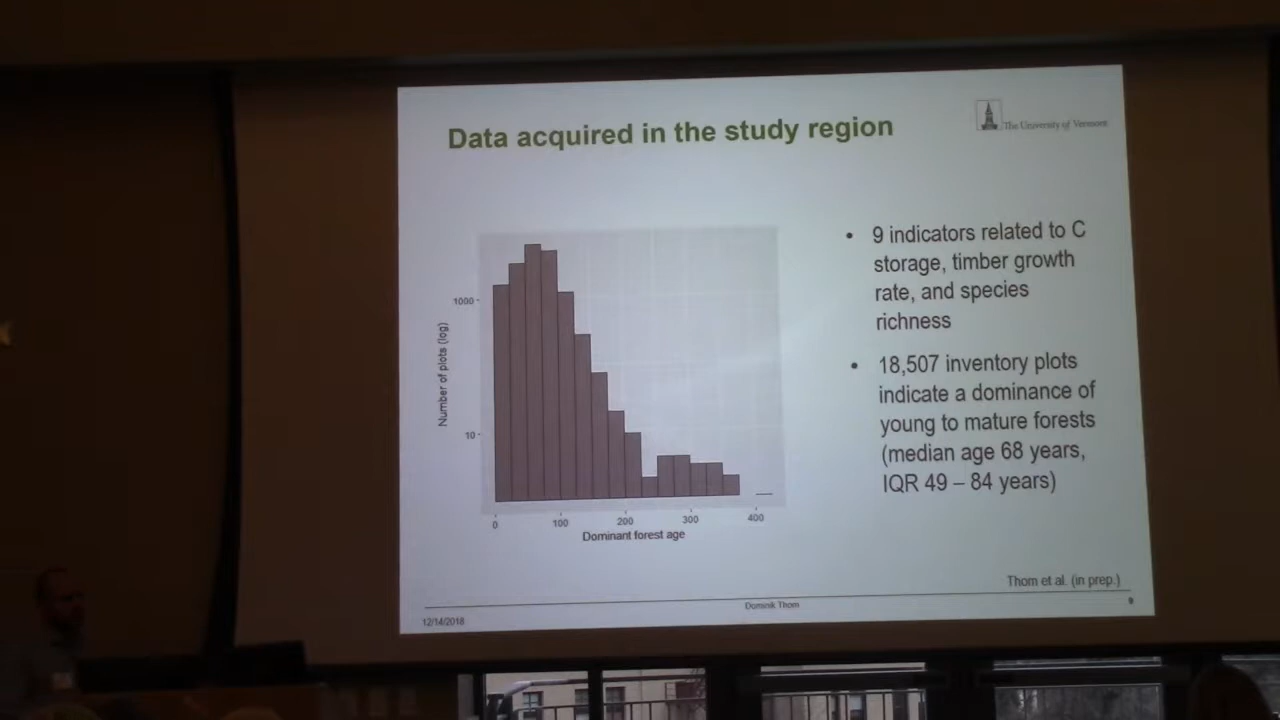 Data acquired in the study region
The University of Vermont
Number of plots (log)
1000
10
0
100
200
300
400
Dominant forest age
• 9 indicators related to C
storage, timber growth
rate, and species
richness
• 18,507 inventory plots
indicate a dominance of
young to mature forests
(median age 68 years,
IQR 49 – 84 years)
Thom et al. (in prep.)
12/14/2018
Dominik Thom
9